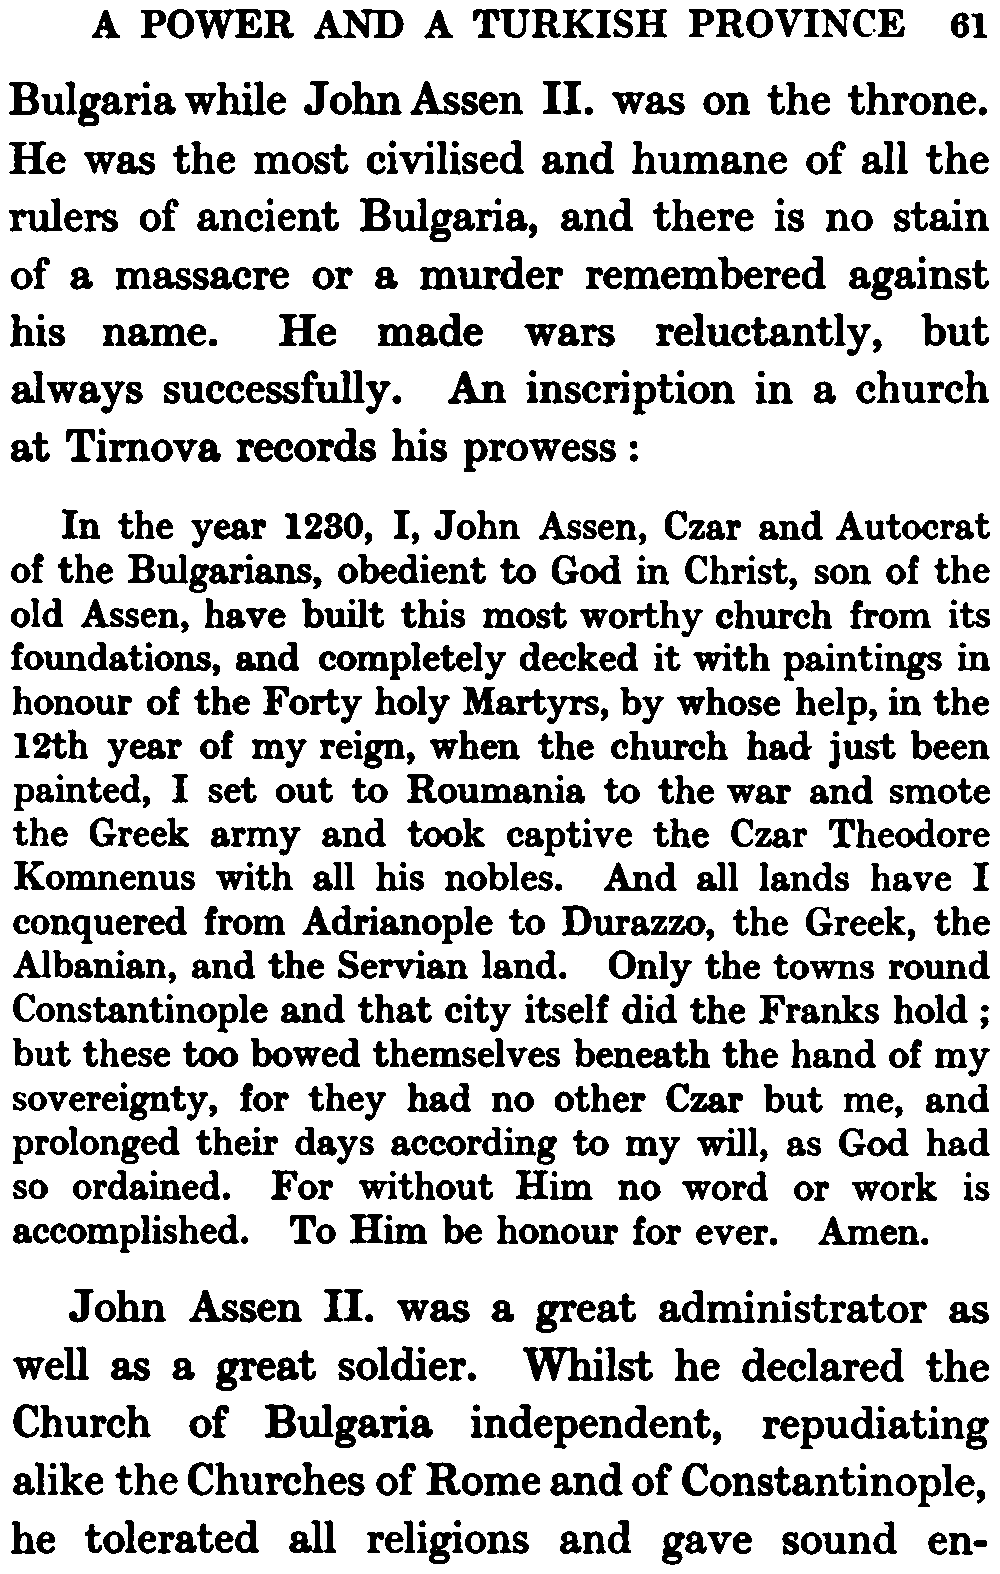 A POWER AND A TURKISH PROVINCE 61
Bulgaria while John Assen II. was on the throne.
He was the most civilised and humane of all the
rulers of ancient Bulgaria, and there is no stain
of a massacre or a murder remembered against
his name. He made wars reluctantly, but
always successfully. An inscription in a church
at Tirnova records his prowess :
In the year 1230, I, John Assen, Czar and Autocrat
of the Bulgarians, obedient to God in Christ, son of the
old Assen, have built this most worthy church from its
foundations, and completely decked it with paintings in
honour of the Forty holy Martyrs, by whose help, in the
12th year of my reign, when the church had just been
painted, I set out to Roumania to the war and smote
the Greek army and took captive the Czar Theodore
Komnenus with all his nobles. And all lands have I
conquered from Adrianople to Durazzo, the Greek, the
Albanian, and the Servian land. Only the towns round
Constantinople and that city itself did the Franks hold ;
but these too bowed themselves beneath the hand of my
sovereignty, for they had no other Czar but me, and
prolonged their days according to my will, as God had
so ordained. For without Him no word or work is
accomplished. To Him be honour for ever. Amen.
John Assen II. was a great administrator as
well as a great soldier. Whilst he declared the
Church of Bulgaria independent, repudiating
alike the Churches of Rome and of Constantinople,
he tolerated all religions and gave sound en-